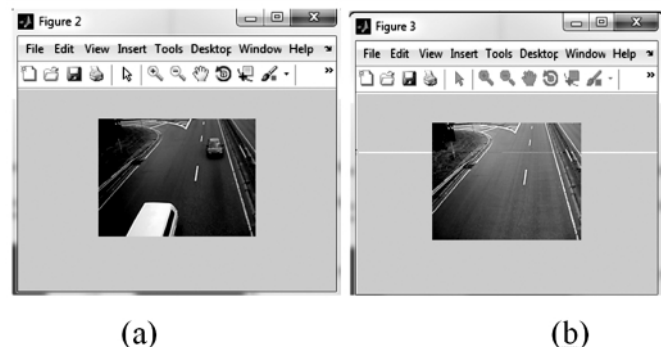 Figure 2
File Edit View Insert Tools Desktop Window Help
Figure 3
File Edit View Insert Tools Desktop Window Help
(a)
(b)